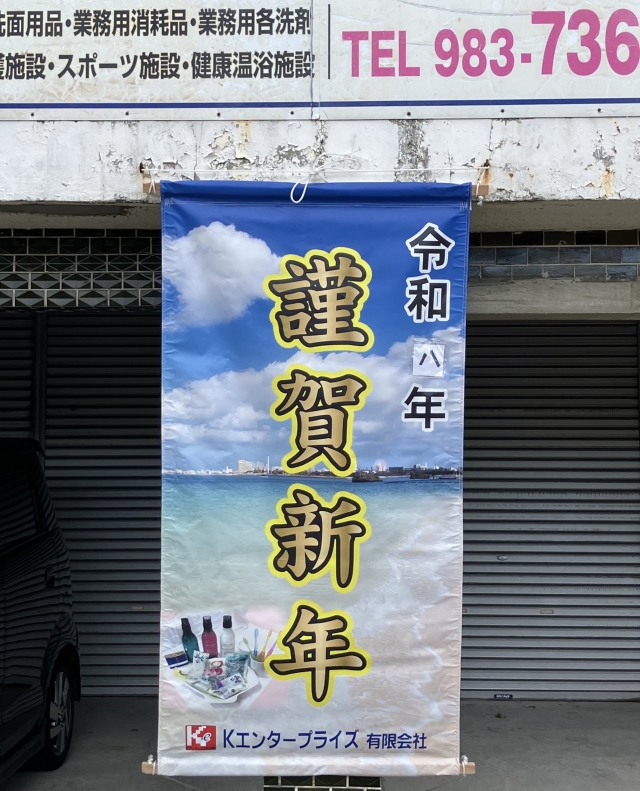 洗面用品・業務用消耗品・業務用各洗剤
護施設・スポーツ施設・健康温浴施設
TEL 983-736
令和八年
謹賀新年
Kエンタープライズ 有限会社